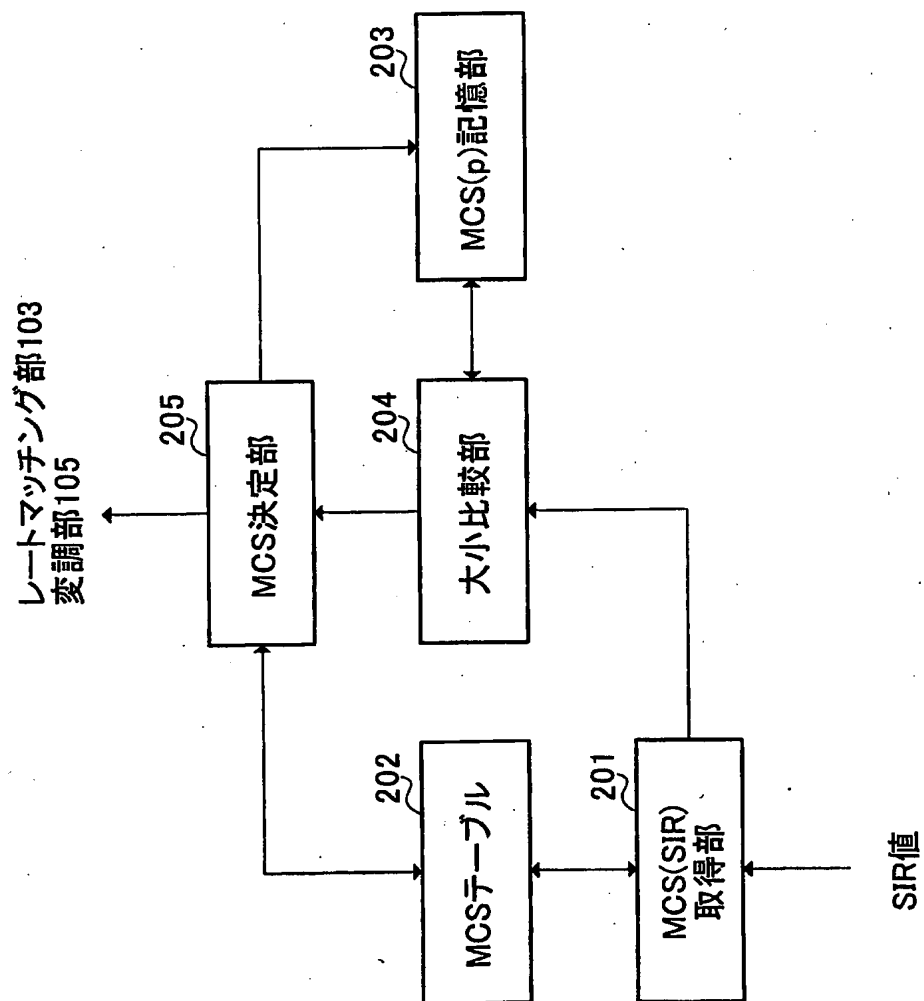 レートマッチング部103
変調部105
205
MCS決定部
202
MCSテーブル
204
大小比較部
203
MCS(p)記憶部
201
MCS(SIR)
取得部
SIR値